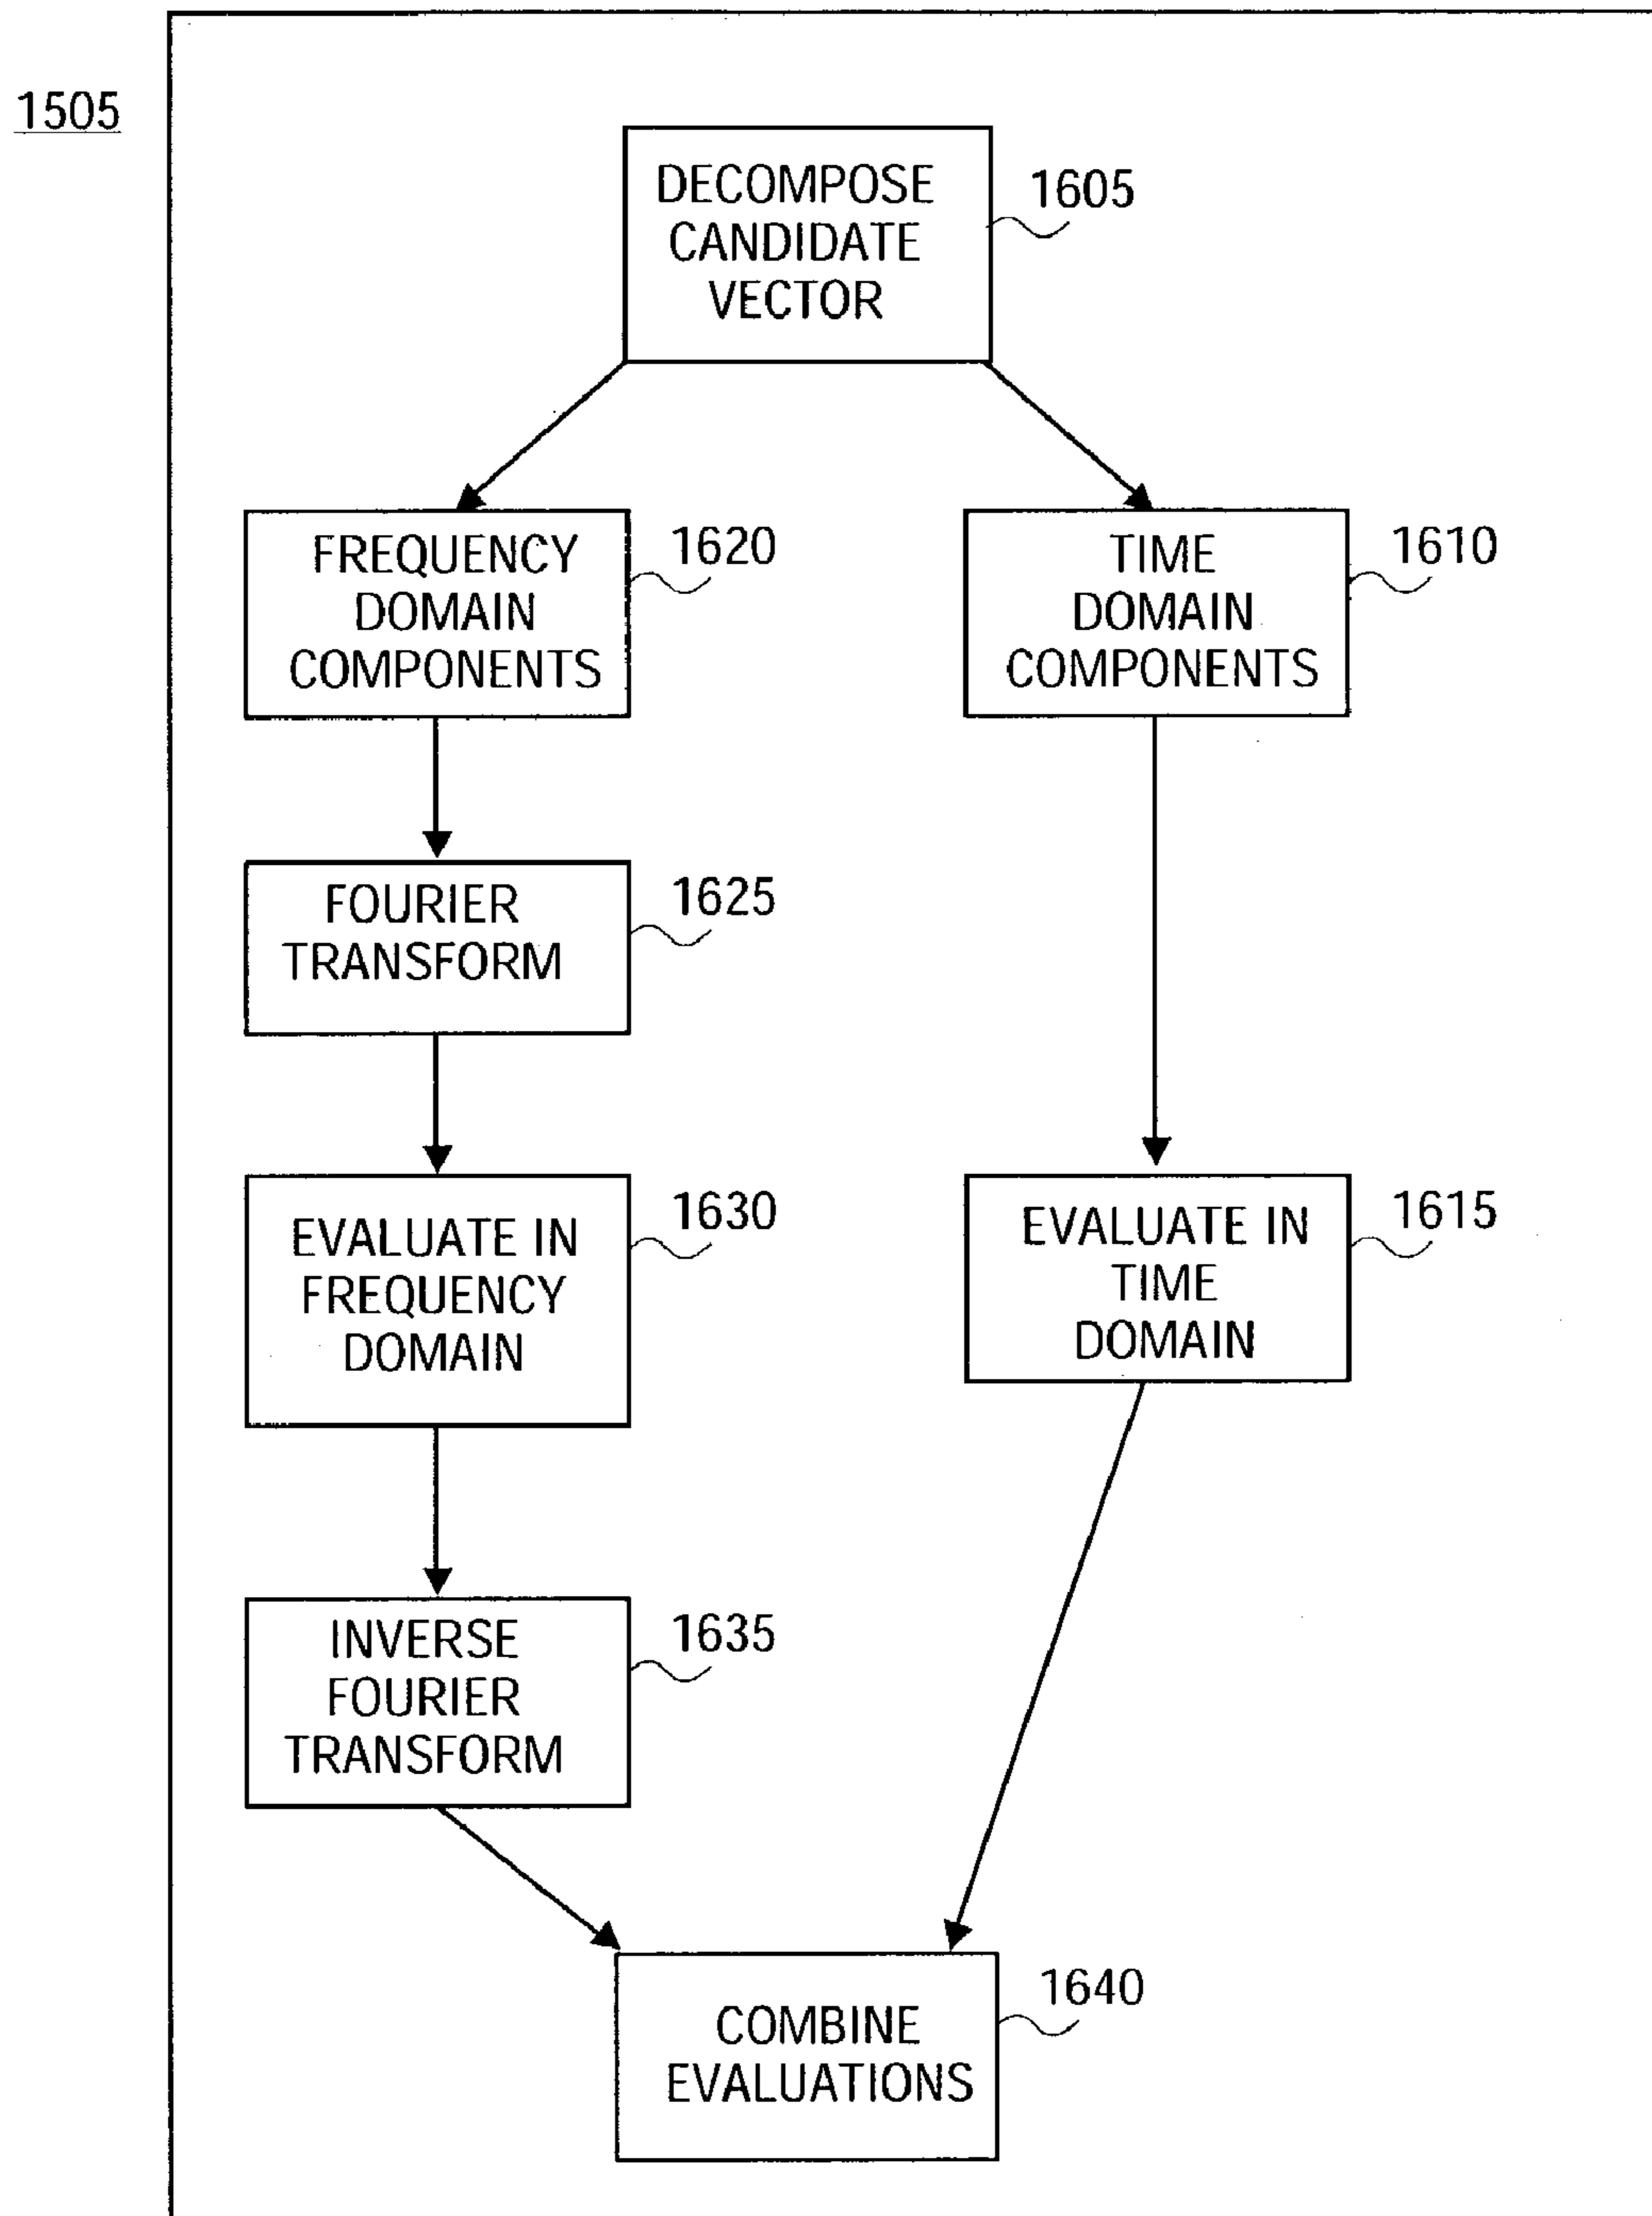 1505
DECOMPOSE
CANDIDATE
VECTOR
1605
FREQUENCY
DOMAIN
COMPONENTS
1620
TIME
DOMAIN
COMPONENTS
1610
FOURIER
TRANSFORM
1625
EVALUATE IN
FREQUENCY
DOMAIN
1630
EVALUATE IN
TIME
DOMAIN
1615
INVERSE
FOURIER
TRANSFORM
1635
COMBINE
EVALUATIONS
1640